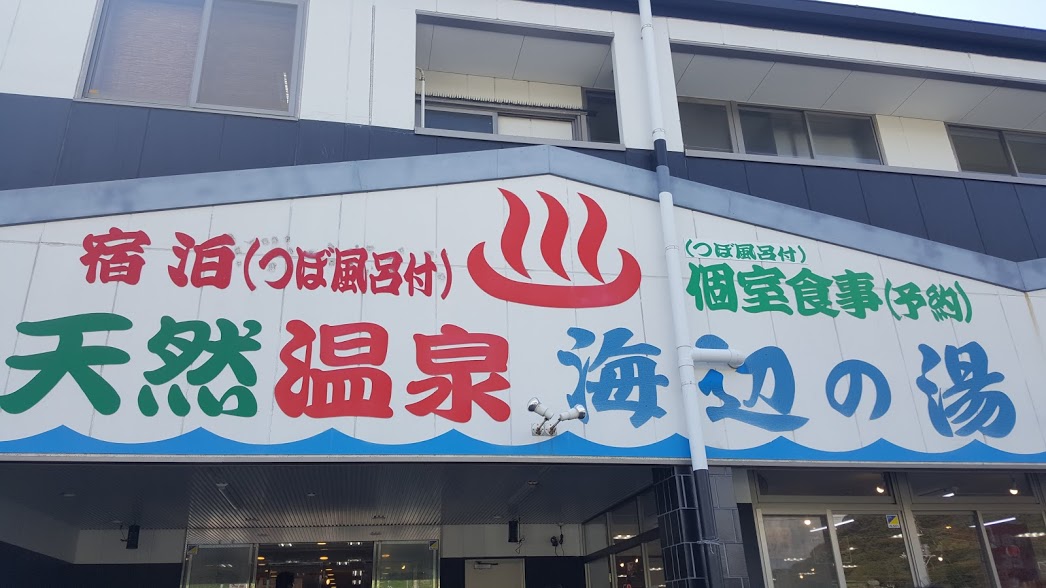 宿泊(つぼ風呂付)
(つぼ風呂付)
個室食事(予約)
天然温泉 海辺の湯